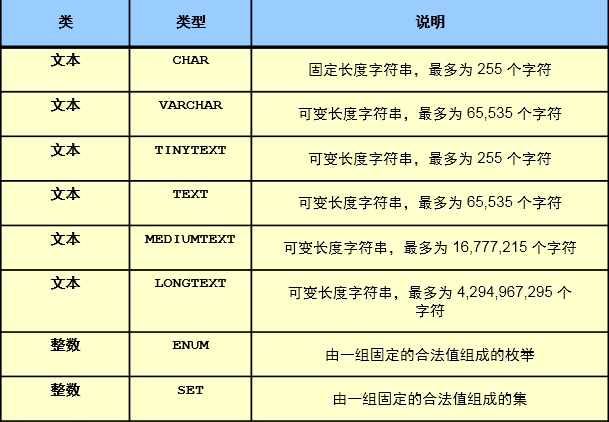 类 类型 说明
文本 CHAR 固定长度字符串，最多为 255 个字符
文本 VARCHAR 可变长度字符串，最多为 65,535 个字符
文本 TINYTEXT 可变长度字符串，最多为 255 个字符
文本 TEXT 可变长度字符串，最多为 65,535 个字符
文本 MEDIUMTEXT 可变长度字符串，最多为 16,777,215 个字符
文本 LONGTEXT 可变长度字符串，最多为 4,294,967,295 个
字符
整数 ENUM 由一组固定的合法值组成的枚举
整数 SET 由一组固定的合法值组成的集